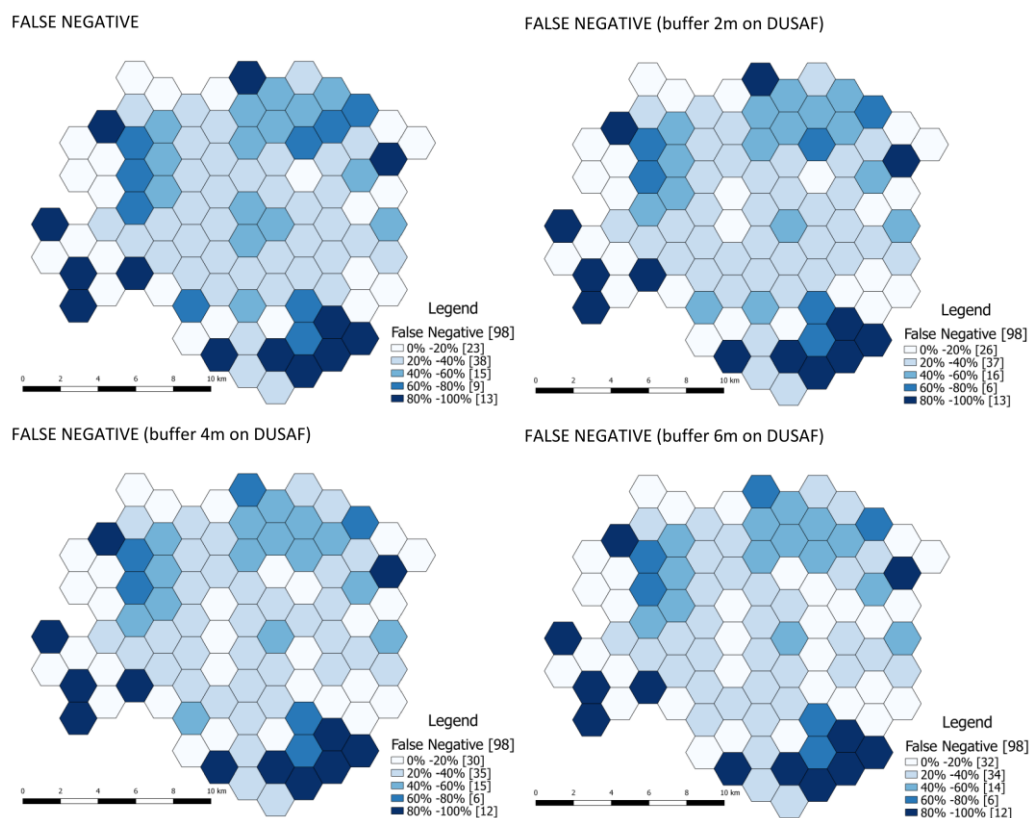 FALSE NEGATIVE
Legend
False Negative [98]
0% -20% [23]
20% -40% [38]
40% -60% [15]
60% -80% [9]
80% -100% [13]
0 2 4 6 8 10 km
FALSE NEGATIVE (buffer 2m on DUSAF)
Legend
False Negative [98]
0% -20% [26]
20% -40% [37]
40% -60% [16]
60% -80% [6]
80% -100% [13]
0 2 4 6 8 10 km
FALSE NEGATIVE (buffer 4m on DUSAF)
Legend
False Negative [98]
0% -20% [30]
20% -40% [35]
40% -60% [15]
60% -80% [6]
80% -100% [12]
0 2 4 6 8 10 km
FALSE NEGATIVE (buffer 6m on DUSAF)
Legend
False Negative [98]
0% -20% [32]
20% -40% [34]
40% -60% [14]
60% -80% [6]
80% -100% [12]
0 2 4 6 8 10 km